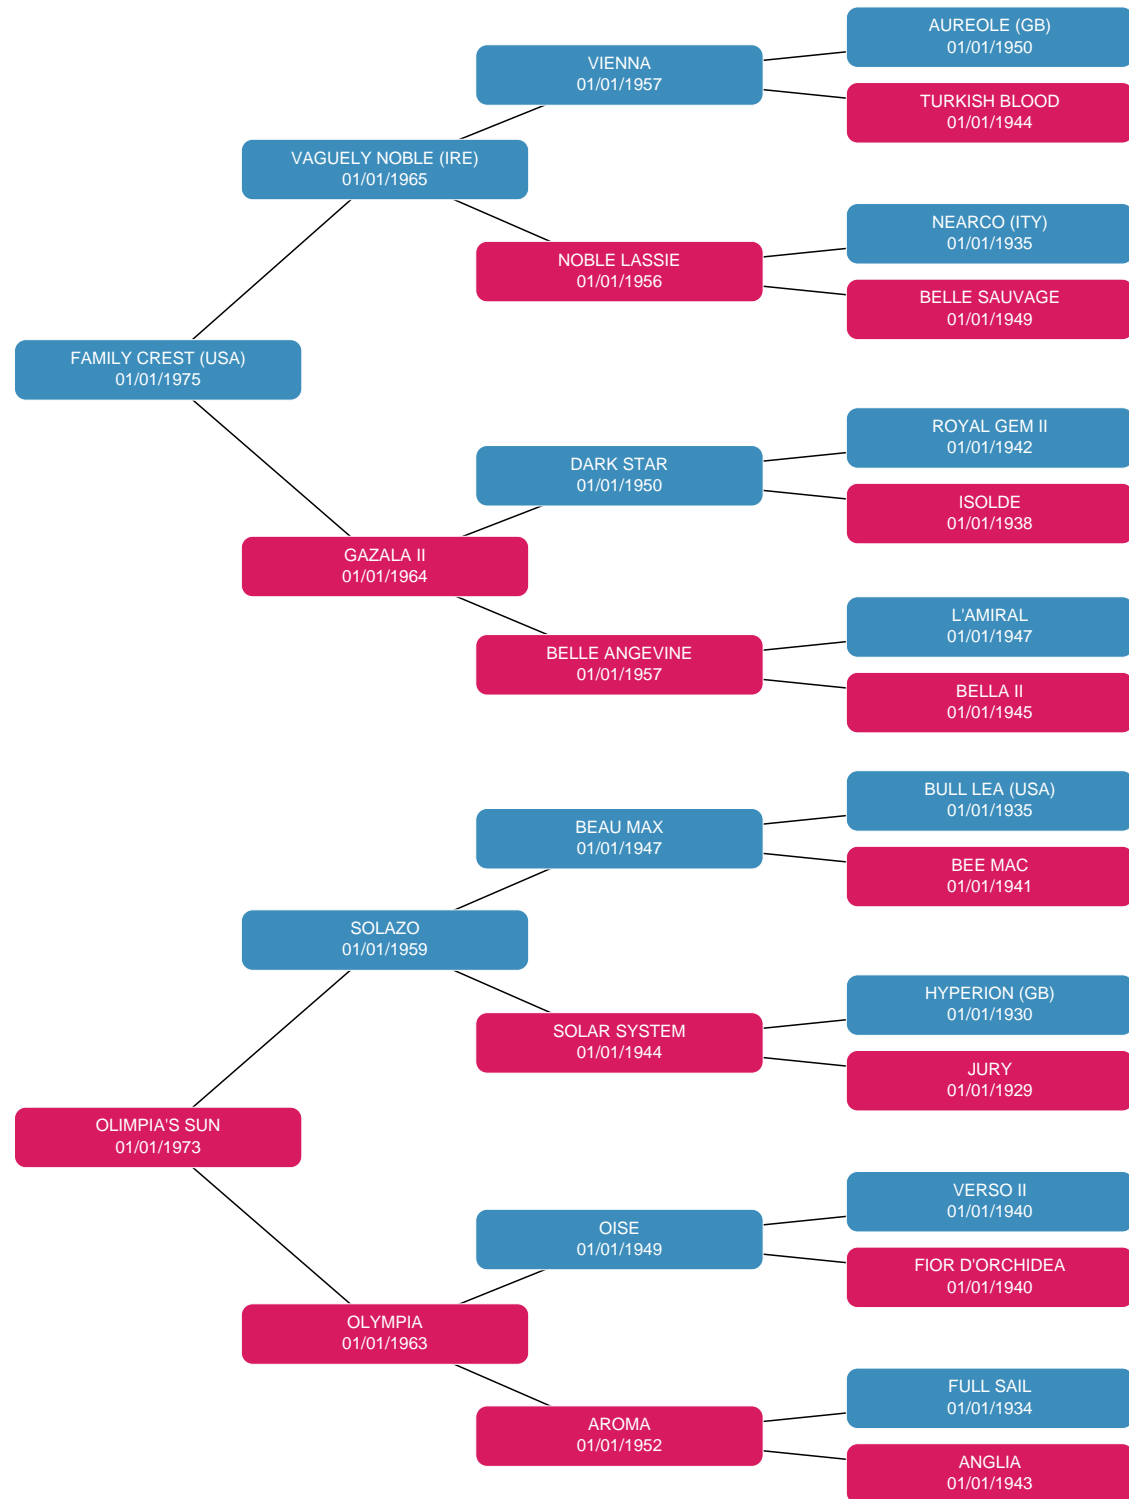 AUREOLE (GB)
01/01/1950
VIENNA
01/01/1957
TURKISH BLOOD
01/01/1944
VAGUELY NOBLE (IRE)
01/01/1965
NEARCO (ITY)
01/01/1935
NOBLE LASSIE
01/01/1956
BELLE SAUVAGE
01/01/1949
FAMILY CREST (USA)
01/01/1975
ROYAL GEM II
01/01/1942
DARK STAR
01/01/1950
ISOLDE
01/01/1938
GAZALA II
01/01/1964
L'AMIRAL
01/01/1947
BELLE ANGEVINE
01/01/1957
BELLA II
01/01/1945
BULL LEA (USA)
01/01/1935
BEAU MAX
01/01/1947
BEE MAC
01/01/1941
SOLAZO
01/01/1959
HYPERION (GB)
01/01/1930
SOLAR SYSTEM
01/01/1944
JURY
01/01/1929
OLIMPIA'S SUN
01/01/1973
VERSO II
01/01/1940
OISE
01/01/1949
FIOR D'ORCHIDEA
01/01/1940
OLYMPIA
01/01/1963
FULL SAIL
01/01/1934
AROMA
01/01/1952
ANGLIA
01/01/1943